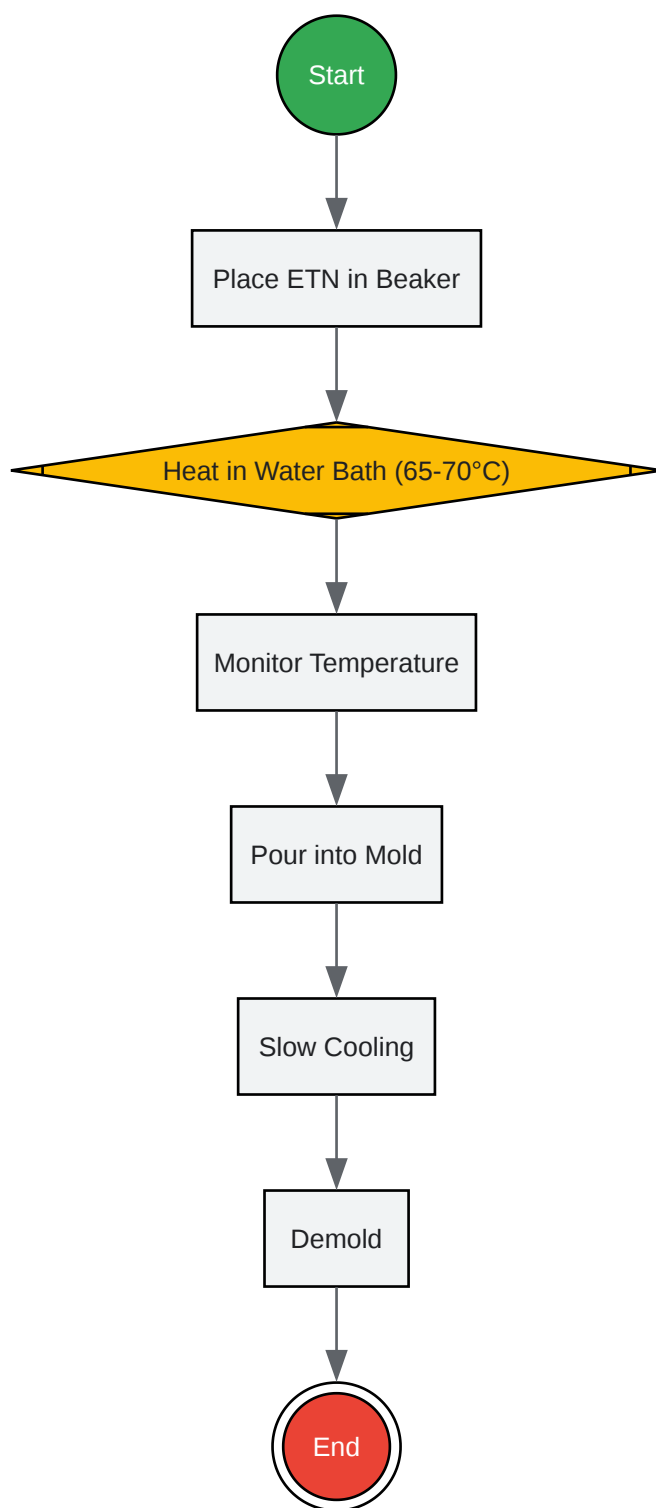 Start
Place ETN in Beaker
Heat in Water Bath (65-70°C)
Monitor Temperature
Pour into Mold
Slow Cooling
Demold
End